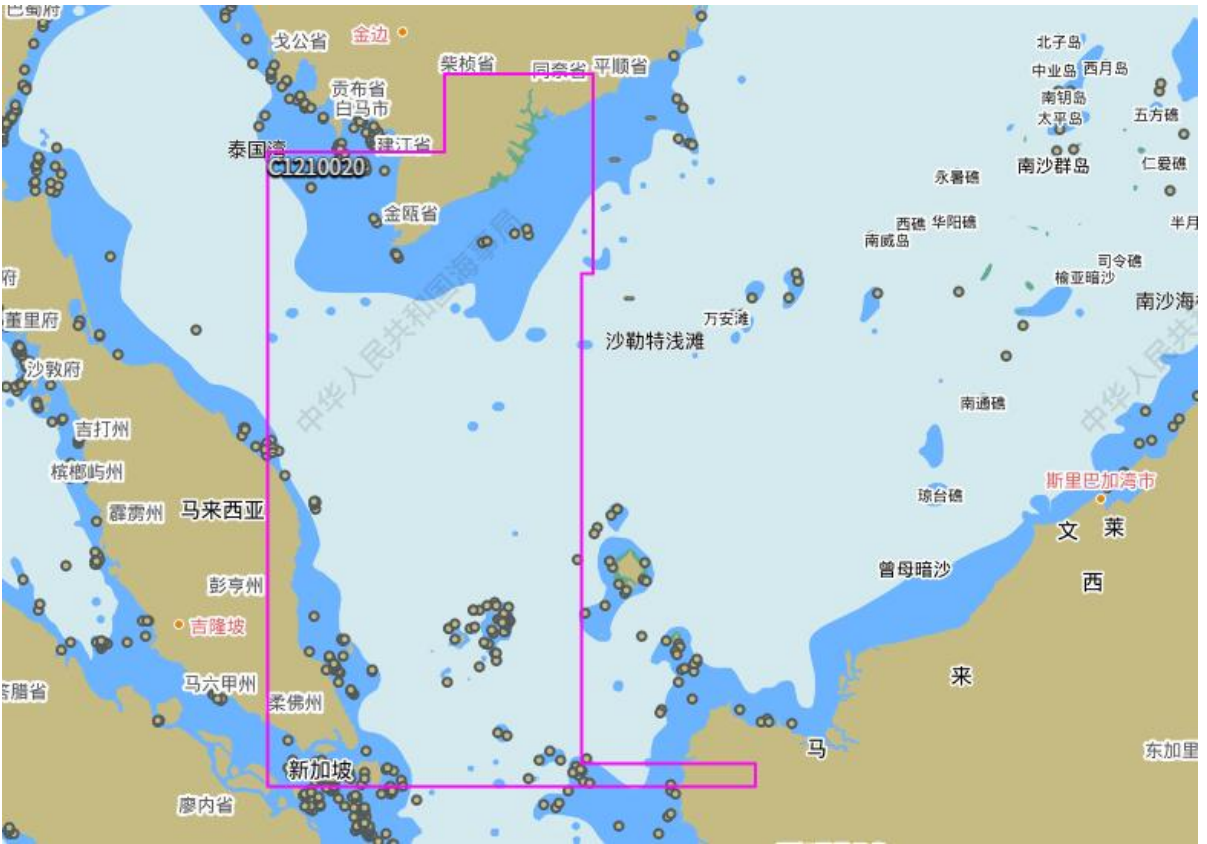 巴蜀府
戈公省
金边
柴桢省
同奈省
平顺省
北子岛
中业岛
西月岛
南钥岛
太平岛
五方礁
贡布省
白马市
建江省
泰国湾
C1210020
南沙群岛
仁爱礁
永暑礁
金瓯省
西礁
华阳礁
南威岛
半月
司令礁
榆亚暗沙
南沙海
府
董里府
万安滩
沙勒特浅滩
沙敦府
南通礁
吉打州
槟榔屿州
斯里巴加湾市
琼台礁
霹雳州
马来西亚
文
莱
曾母暗沙
西
彭亨州
吉隆坡
来
马六甲州
柔佛州
答腊省
马
东加里
新加坡
廖内省
中华人民共和国海事局
中华人